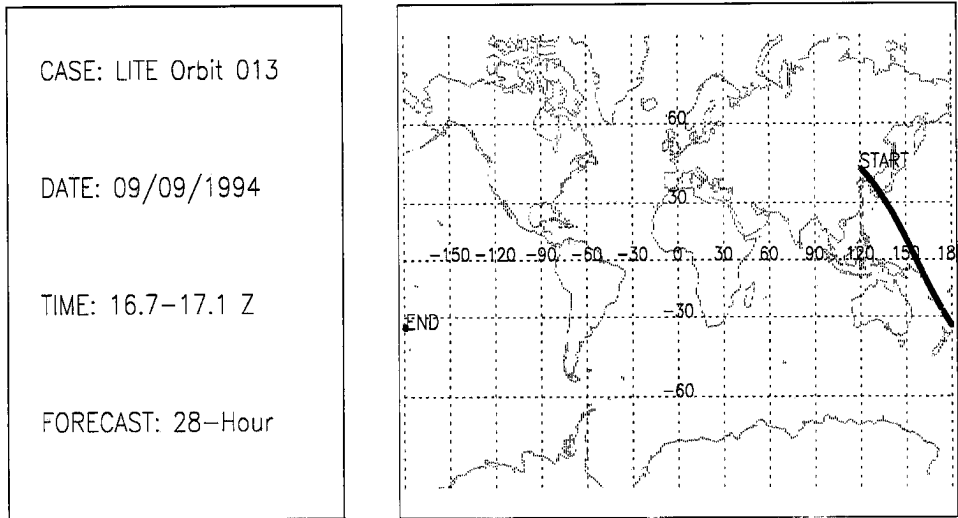 CASE: LITE Orbit 013
DATE: 09/09/1994
TIME: 16.7-17.1 Z
FORECAST: 28-Hour
60
START
30
-150 -120 -90 -60 -30 0 30 60 90 120 150 180
-30
END
-60